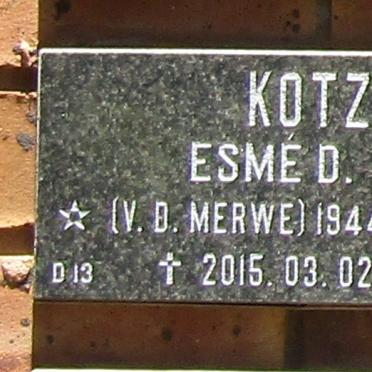 KOTZ
ESMÉ D.
(V. D. MERWE) 1944
D 13 2015. 03. 02